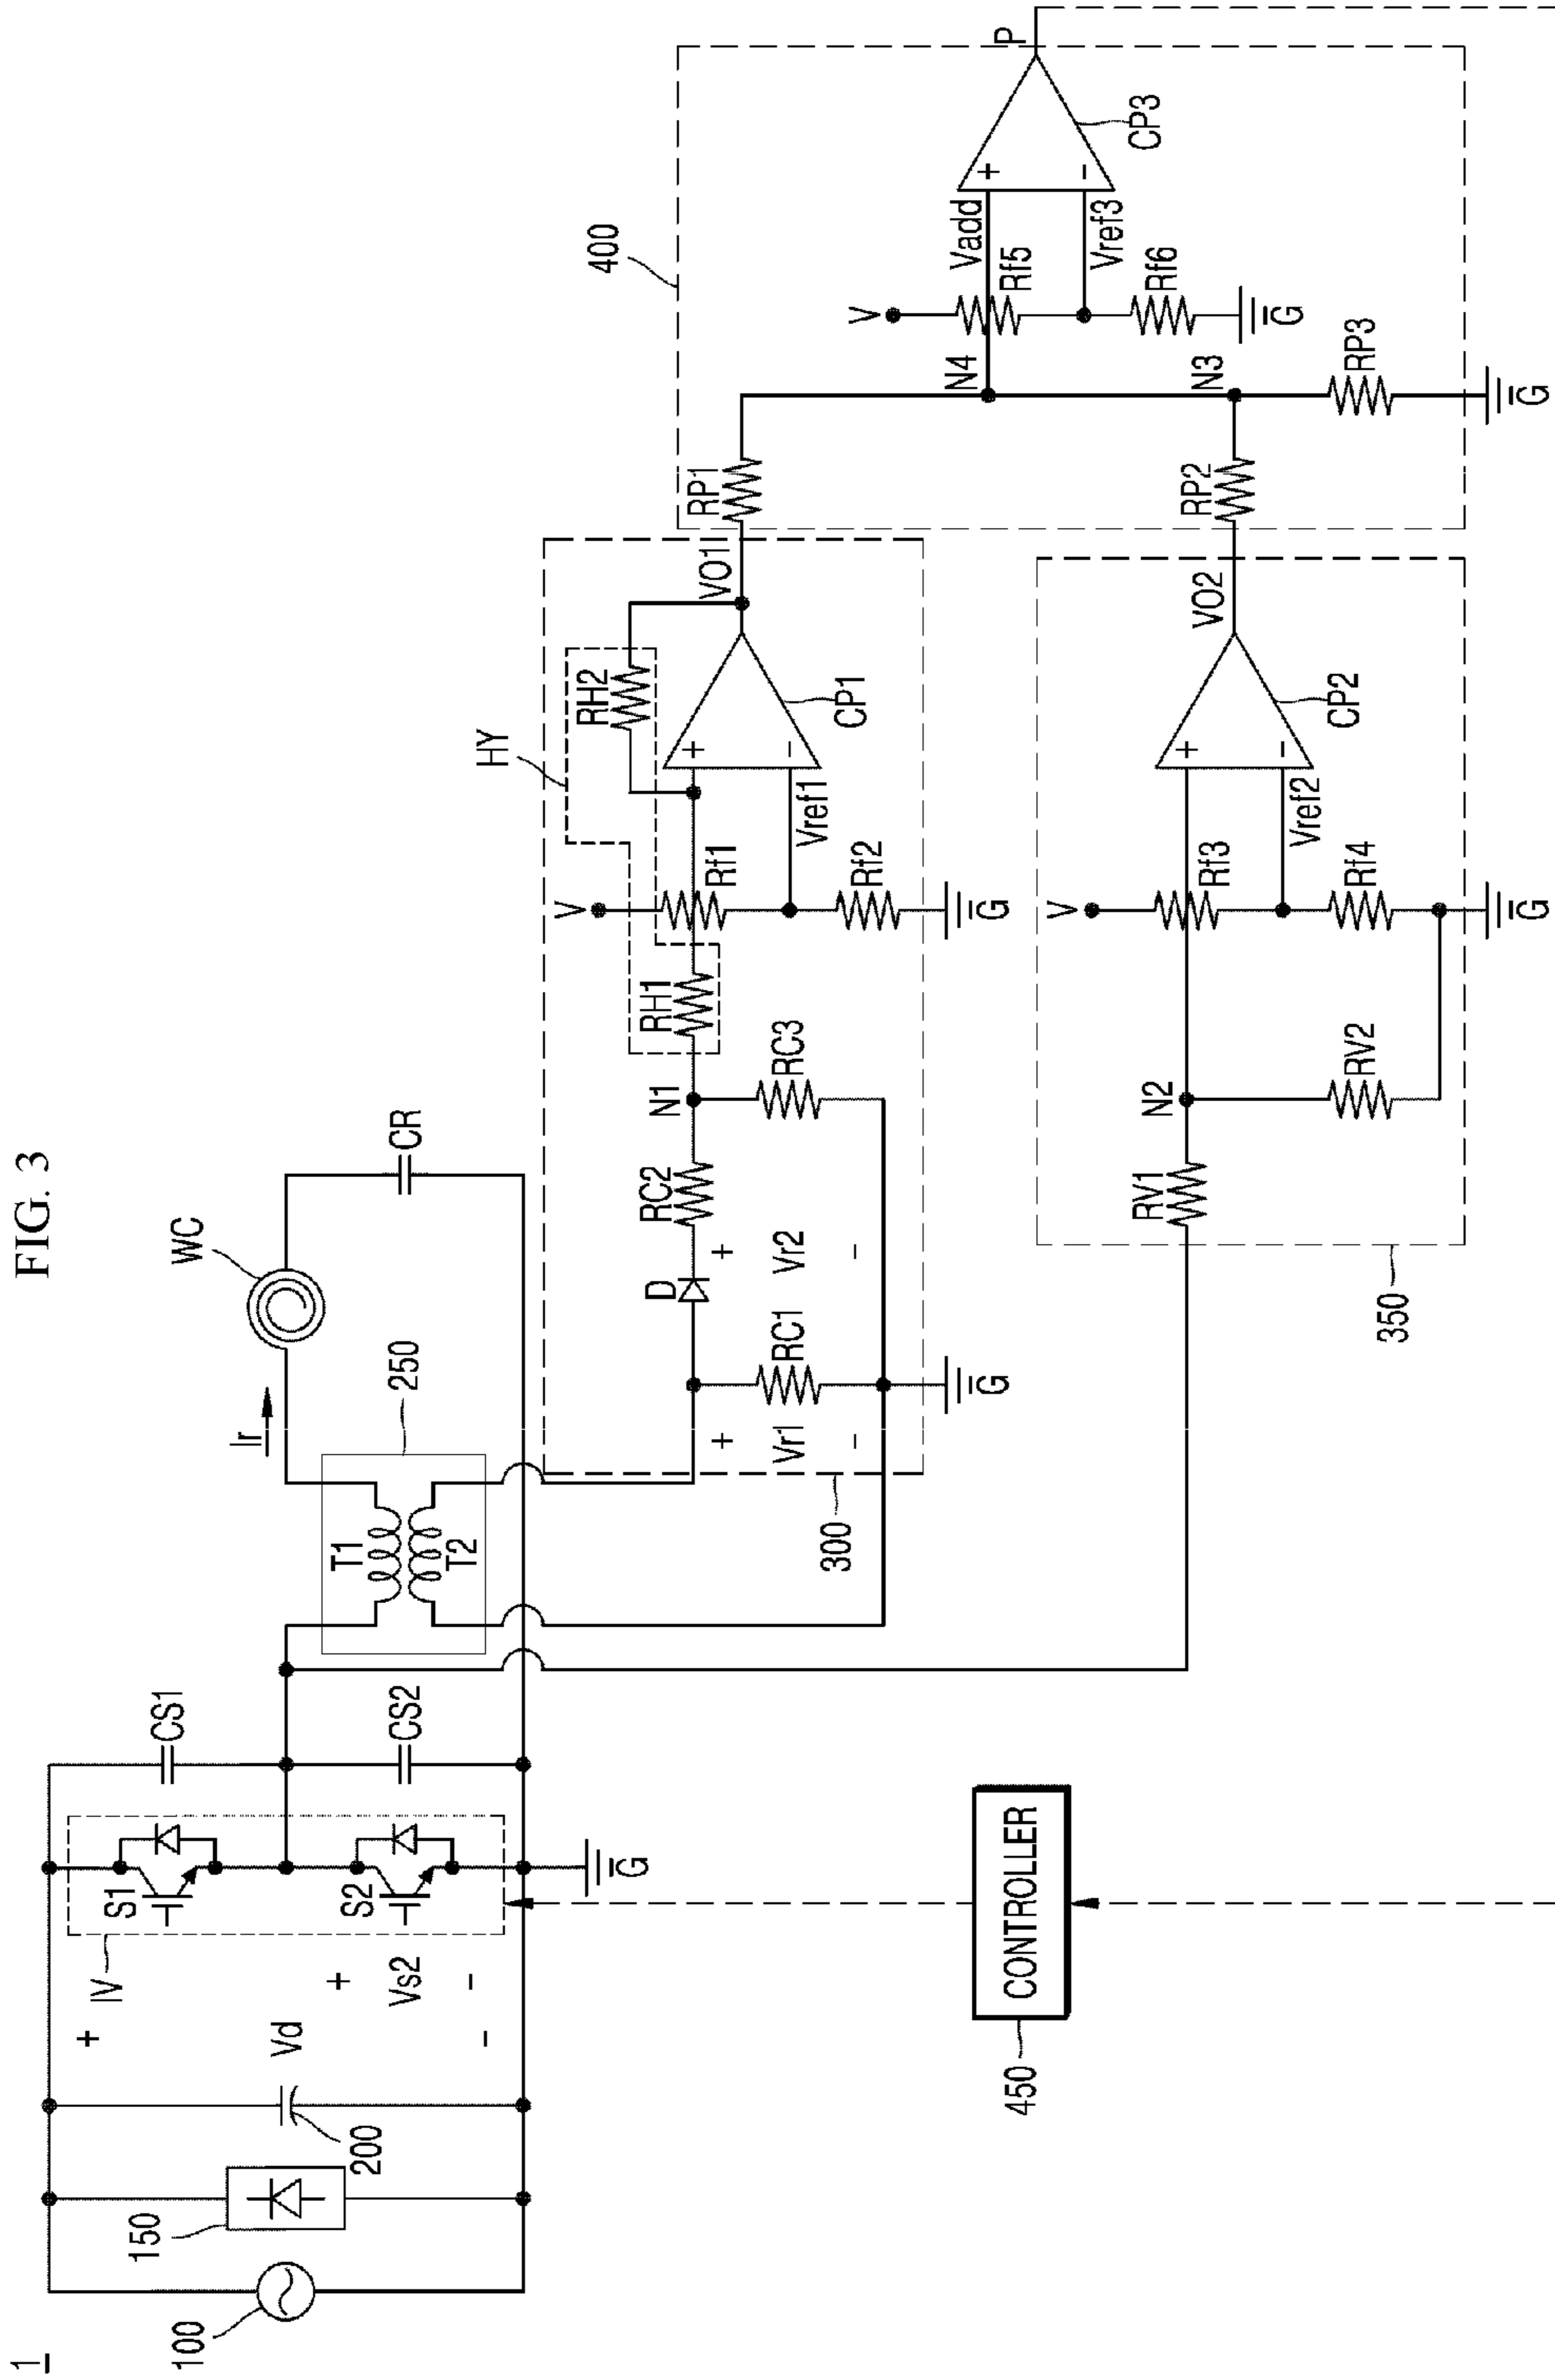 FIG. 3
1
100
150
200
+
Vd
-
IV
S1
S2
+
Vs2
-
G
CS1
CS2
T1
T2
250
Ir
WC
CR
300
+
Vr1
-
RC1
D
+
Vr2
-
G
RC2
N1
RC3
RH1
HY
RH2
V
Rf1
Rf2
G
Vref1
+
-
CP1
VO1
350
RV1
N2
RV2
V
Rf3
Rf4
G
Vref2
+
-
CP2
VO2
400
RP1
RP2
N4
N3
RP3
G
V
Rf5
Rf6
G
Vadd
Vref3
+
-
CP3
P
450
CONTROLLER